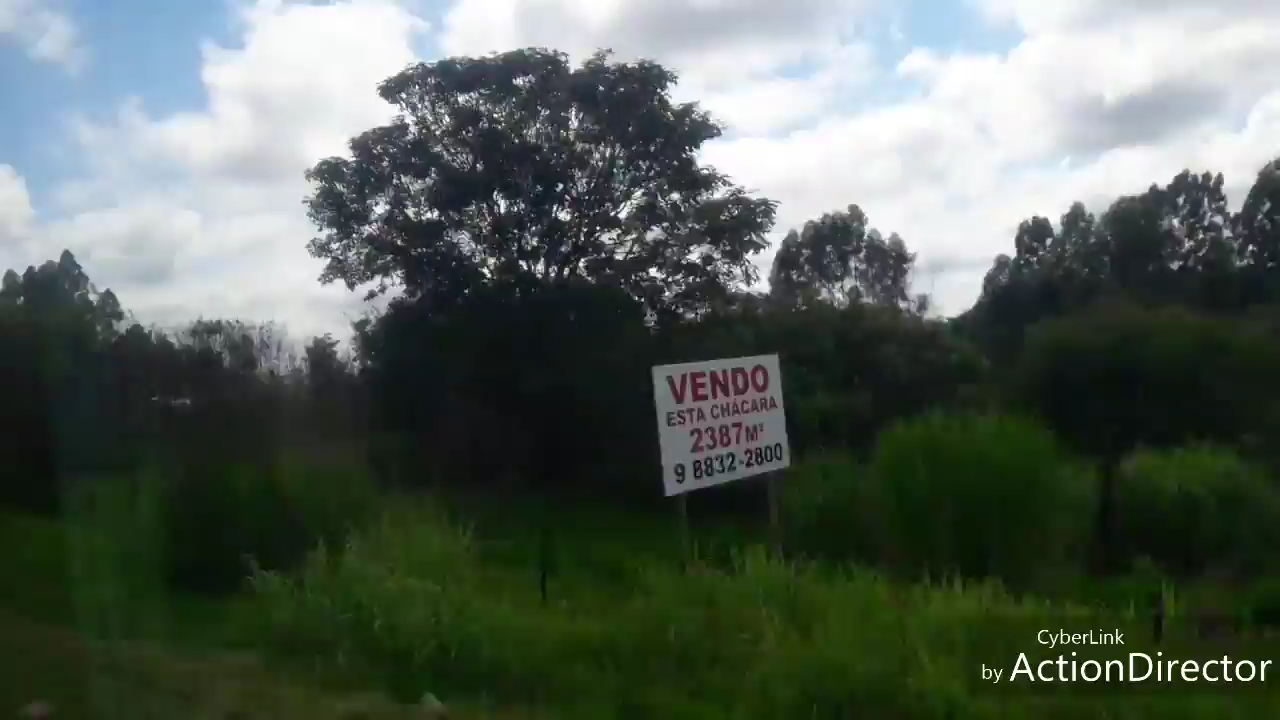 VENDO
ESTA CHÁCARA
2387M²
9 8832-2800
CyberLink
by ActionDirector